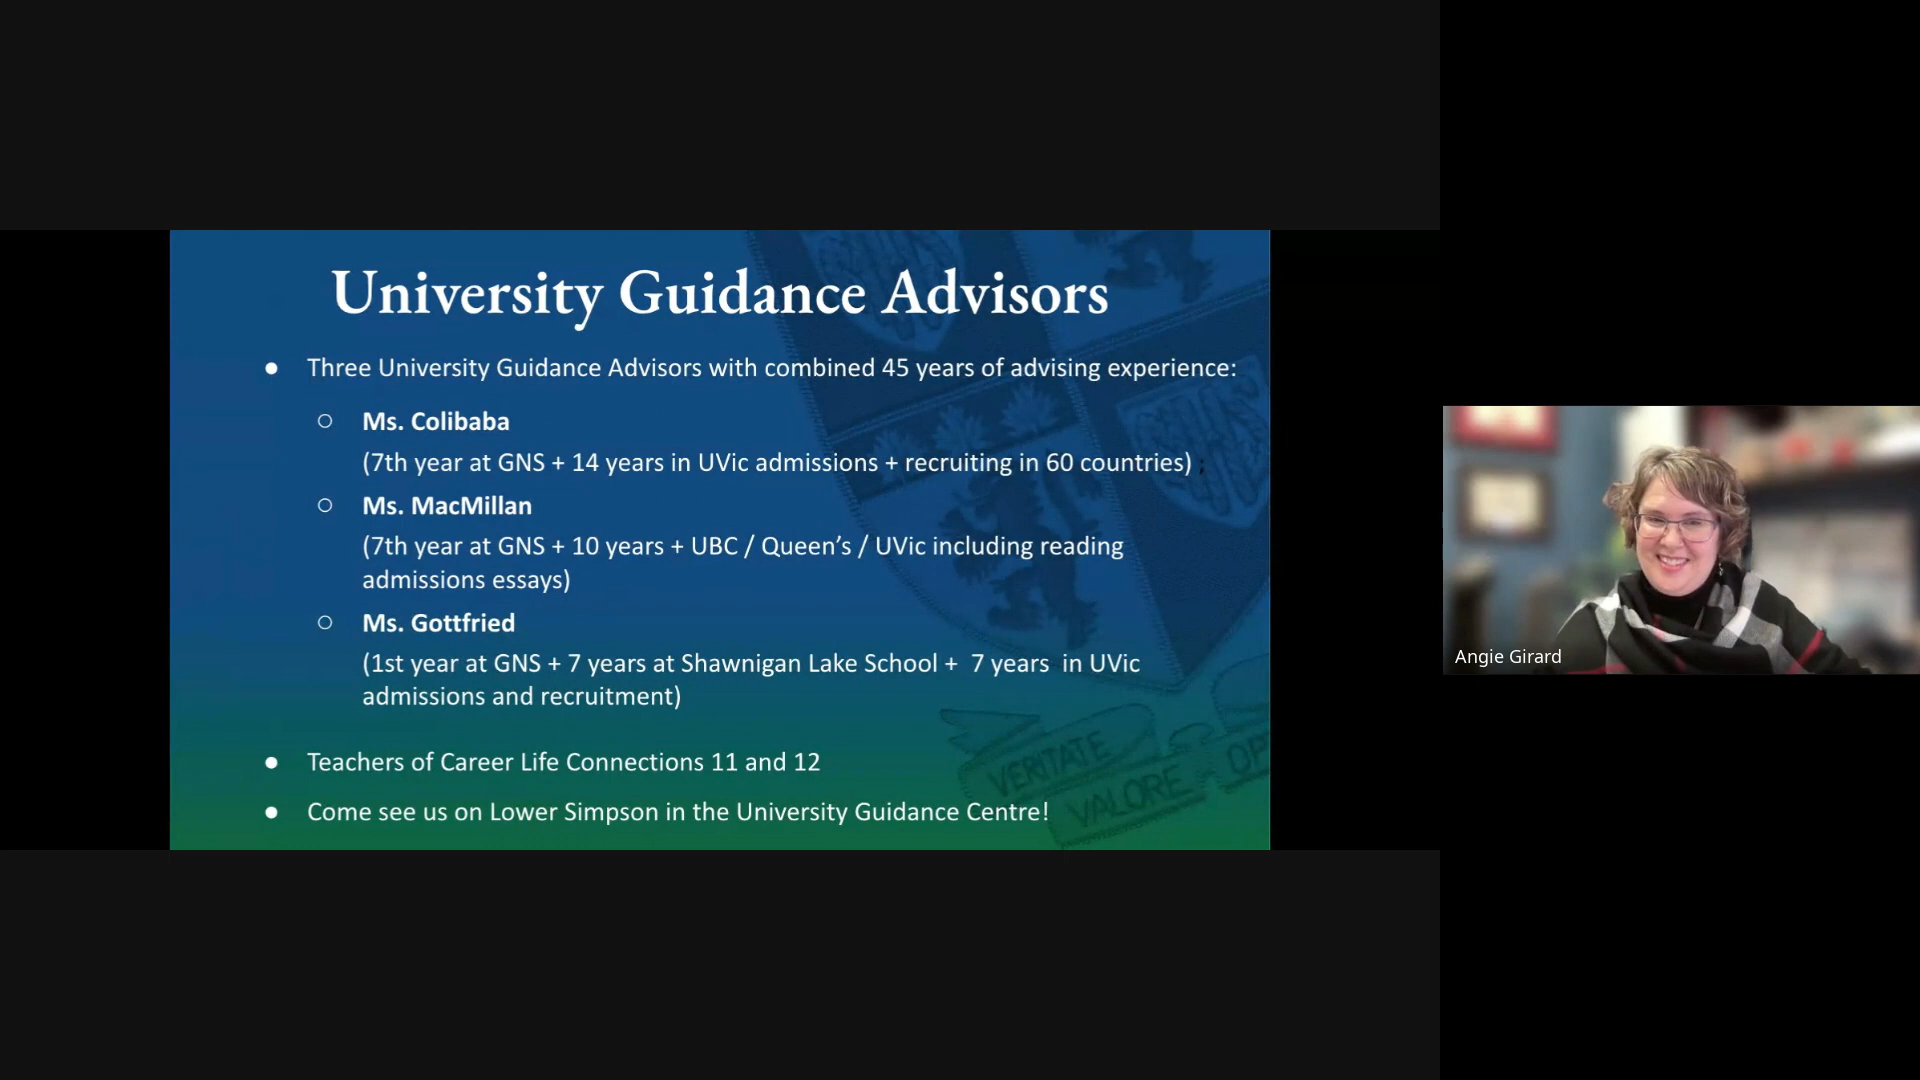 University Guidance Advisors
● Three University Guidance Advisors with combined 45 years of advising experience:
○ Ms. Colibaba
(7th year at GNS + 14 years in UVic admissions + recruiting in 60 countries) ;
○ Ms. MacMillan
(7th year at GNS + 10 years + UBC / Queen’s / UVic including reading
admissions essays)
○ Ms. Gottfried
(1st year at GNS + 7 years at Shawnigan Lake School +  7 years  in UVic
admissions and recruitment)
● Teachers of Career Life Connections 11 and 12
● Come see us on Lower Simpson in the University Guidance Centre!
VERITATE
VALORE
Angie Girard